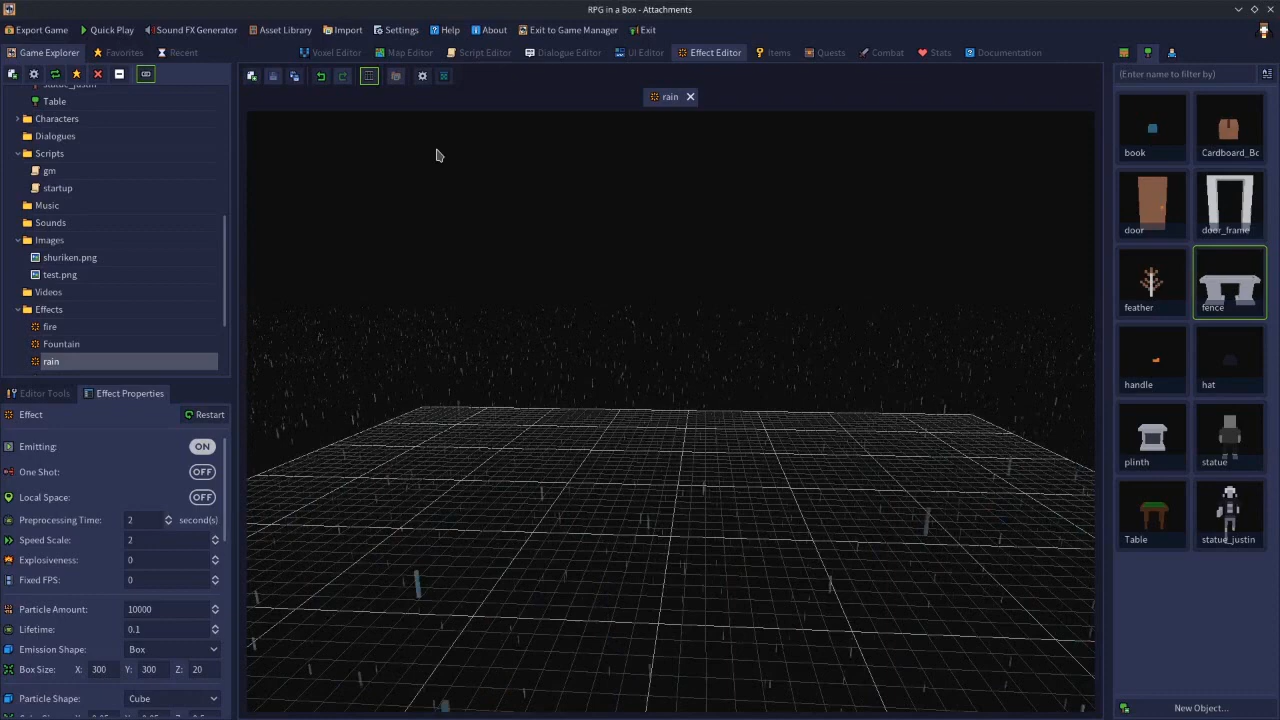 RPG in a Box - Attachments
Export Game Quick Play Sound FX Generator Asset Library Import Settings Help About Exit to Game Manager Exit
Game Explorer Favorites Recent
Voxel Editor Map Editor Script Editor Dialogue Editor UI Editor Effect Editor Items Quests Combat Stats Documentation
(Enter name to filter by)
rain
statue_justin
Table
Characters
Dialogues
Scripts
gm
startup
Music
Sounds
Images
shuriken.png
test.png
Videos
Effects
fire
Fountain
rain
Editor Tools Effect Properties
Effect Restart
Emitting: ON
One Shot: OFF
Local Space: OFF
Preprocessing Time: 2 second(s)
Speed Scale: 2
Explosiveness: 0
Fixed FPS: 0
Particle Amount: 10000
Lifetime: 0.1
Emission Shape: Box
Box Size: X: 300 Y: 300 Z: 20
Particle Shape: Cube
book Cardboard_Bc
door door_frame
feather fence
handle hat
plinth statue
Table statue_justin
New Object...